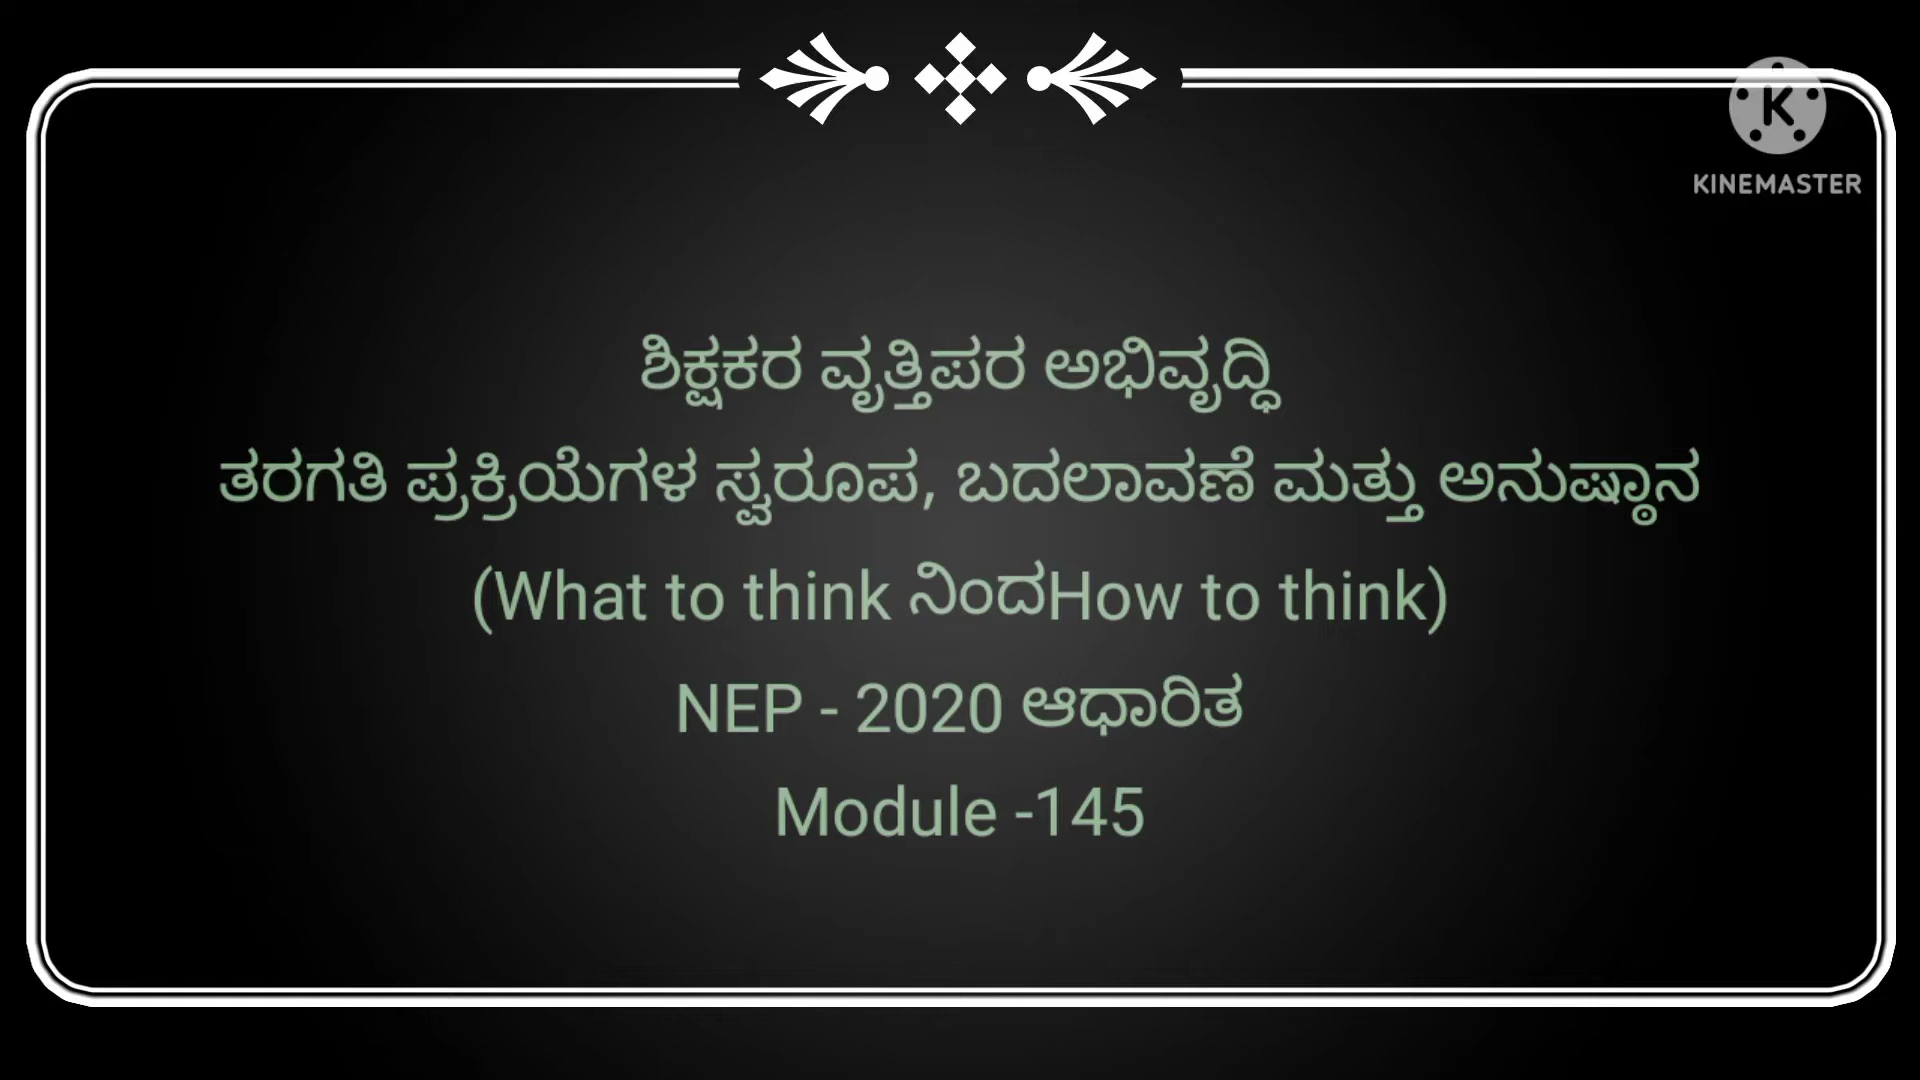 KINEMASTER
ಶಿಕ್ಷಕರ ವೃತ್ತಿಪರ ಅಭಿವೃದ್ಧಿ
ತರಗತಿ ಪ್ರಕ್ರಿಯೆಗಳ ಸ್ವರೂಪ, ಬದಲಾವಣೆ ಮತ್ತು ಅನುಷ್ಠಾನ
(What to think ನಿಂದHow to think)
NEP - 2020 ಆಧಾರಿತ
Module -145